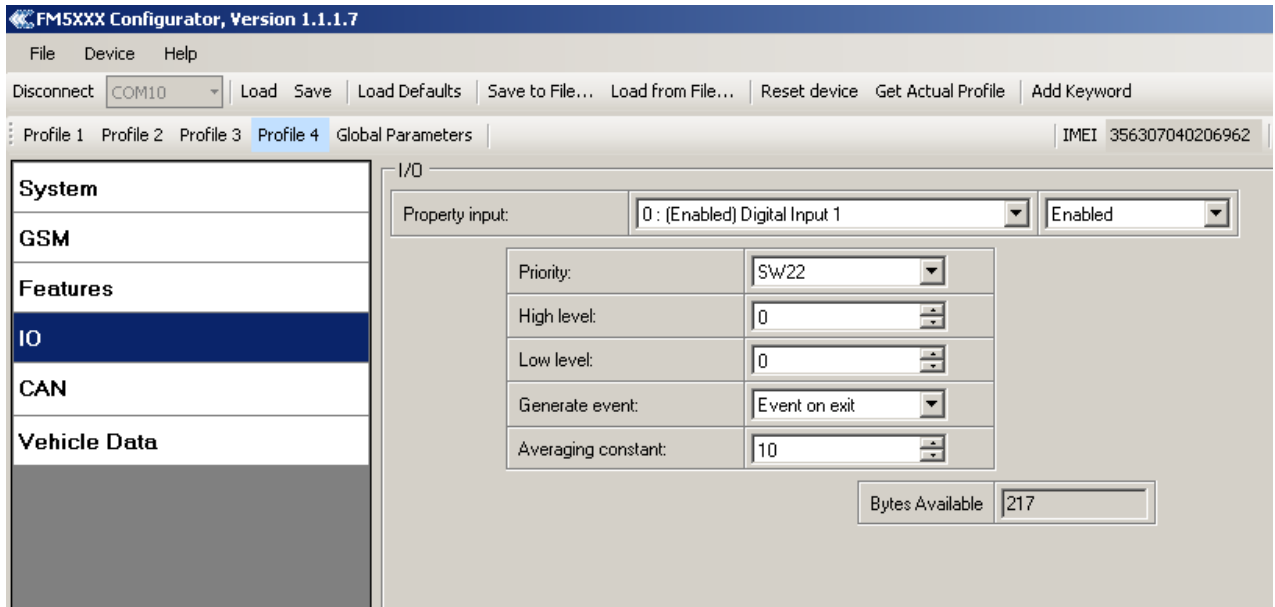 FM5XXX Configurator, Version 1.1.1.7
File Device Help
Disconnect COM10 Load Save Load Defaults Save to File... Load from File... Reset device Get Actual Profile Add Keyword
Profile 1 Profile 2 Profile 3 Profile 4 Global Parameters IMEI 356307040206962
System
GSM
Features
IO
CAN
Vehicle Data
I/O
Property input: 0 : (Enabled) Digital Input 1 Enabled
Priority: SW22
High level: 0
Low level: 0
Generate event: Event on exit
Averaging constant: 10
Bytes Available 217